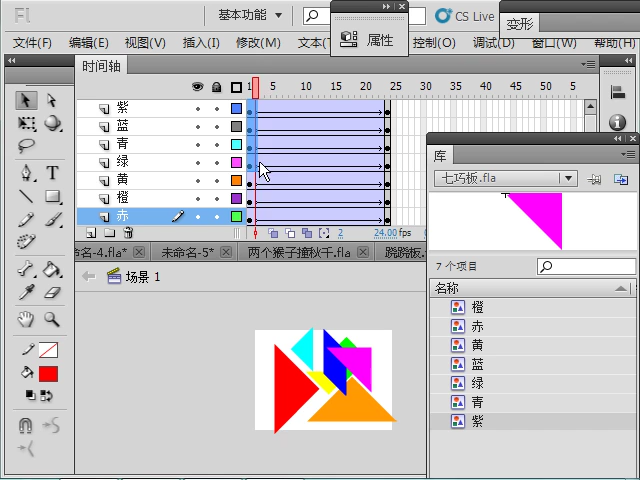 Fl 基本功能 CS Live 变形
文件(F) 编辑(E) 视图(V) 插入(I) 修改(M) 文本(T 控制(O) 调试(D) 窗口(W) 帮助(H)
属性
时间轴
1 5 10 15 20 25 30 35 40 45 50 5
紫
蓝
青
绿
黄
橙
赤
2 24.00 fps
命名-4.fla* 未命名-5* 两个猴子撞秋千.fla 跷跷板.
场景 1
库
七巧板.fla
7 个项目
名称
橙
赤
黄
蓝
绿
青
紫